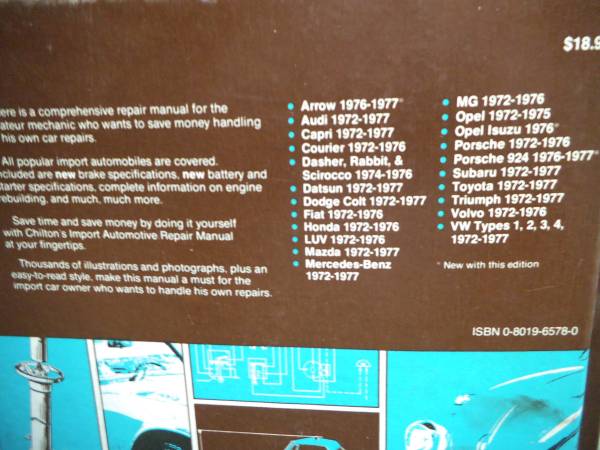 $18.9
ere is a comprehensive repair manual for the
ateur mechanic who wants to save money handling
his own car repairs.
All popular import automobiles are covered.
cluded are new brake specifications, new battery and
tarter specifications, complete information on engine
rebuilding, and much, much more.
Save time and save money by doing it yourself
with Chilton's Import Automotive Repair Manual
at your fingertips.
Thousands of illustrations and photographs, plus an
easy-to-read style, make this manual a must for the
import car owner who wants to handle his own repairs.
• Arrow 1976-1977*
• Audi 1972-1977
• Capri 1972-1977
• Courier 1972-1976
• Dasher, Rabbit, &
Scirocco 1974-1976
• Datsun 1972-1977
• Dodge Colt 1972-1977
• Fiat 1972-1976
• Honda 1972-1976
• LUV 1972-1976
• Mazda 1972-1977
• Mercedes-Benz
1972-1977
• MG 1972-1976
• Opel 1972-1975
• Opel Isuzu 1976*
• Porsche 1972-1976
• Porsche 924 1976-1977*
• Subaru 1972-1977
• Toyota 1972-1977
• Triumph 1972-1977
• Volvo 1972-1976
• VW Types 1, 2, 3, 4,
1972-1977
* New with this edition
ISBN 0-8019-6578-0